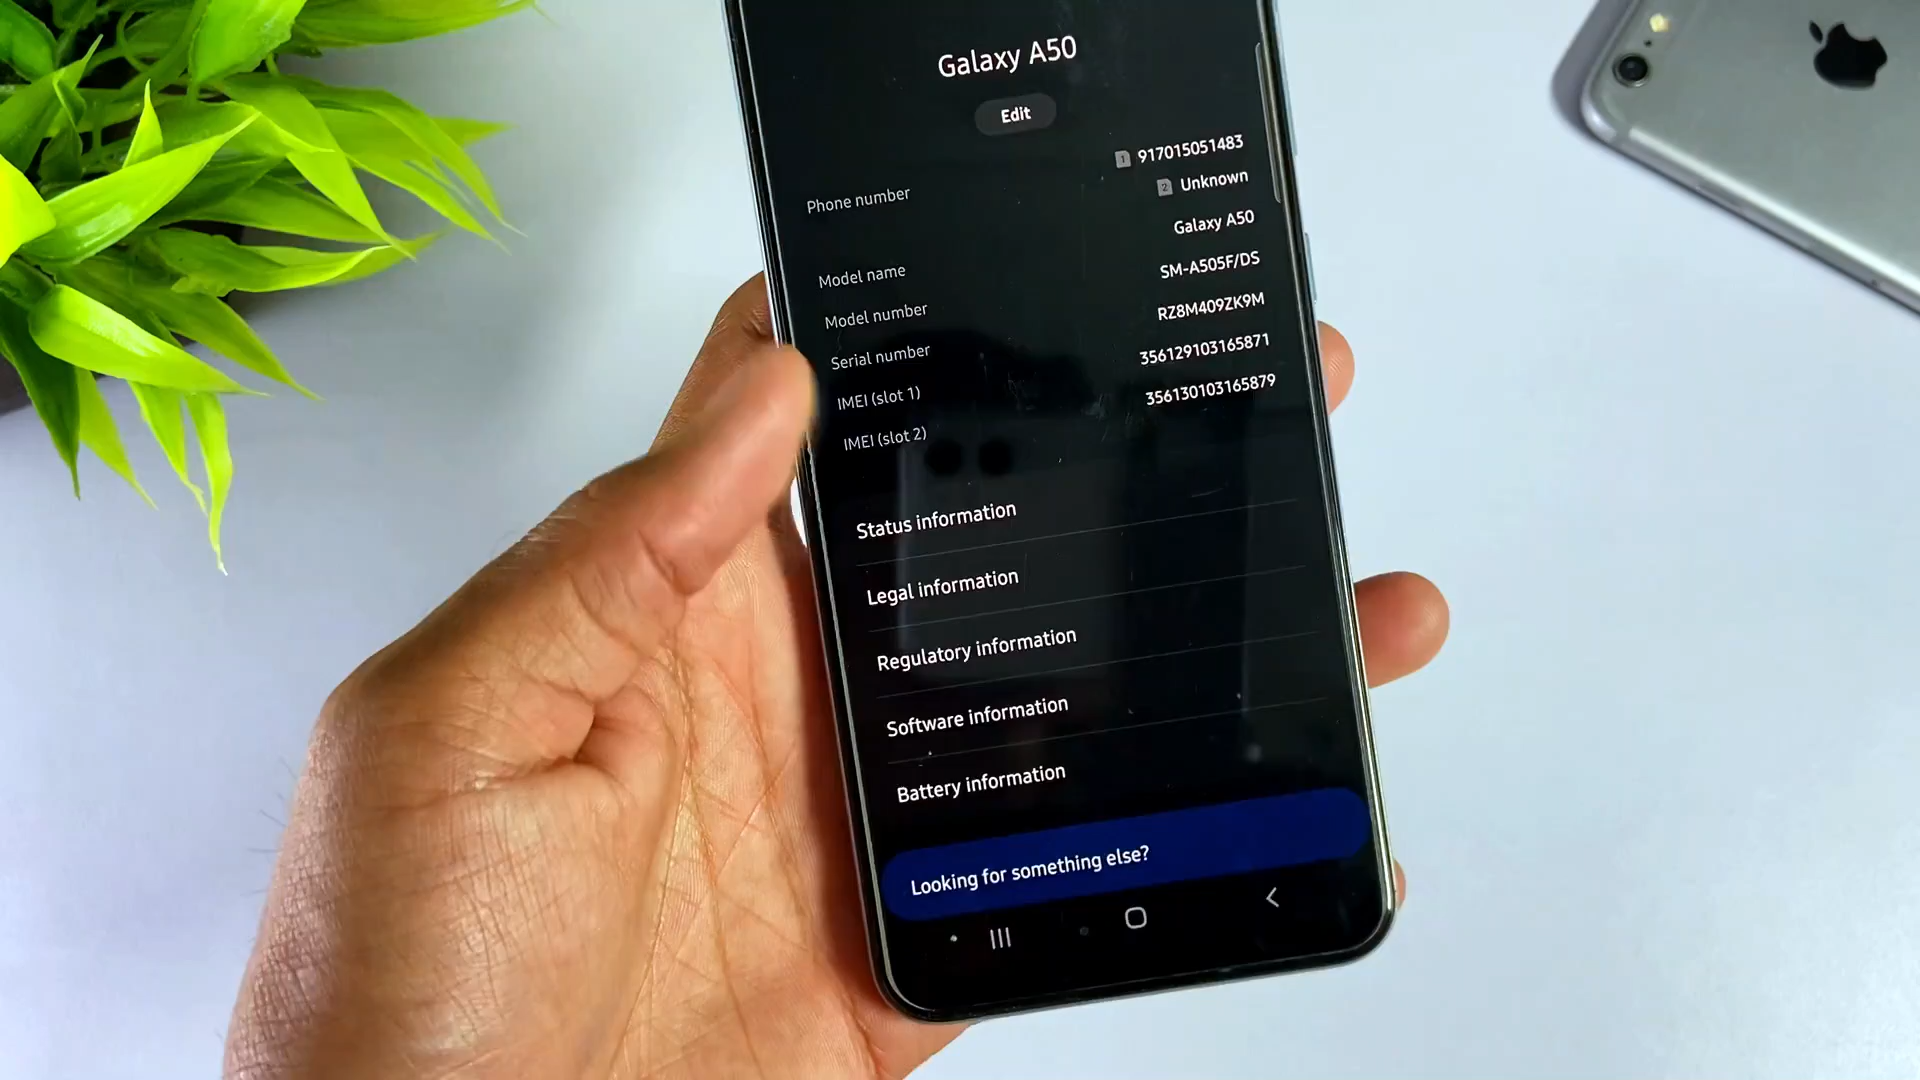 Galaxy A50
Edit
Phone number
1 917015051483
2 Unknown
Model name
Galaxy A50
Model number
SM-A505F/DS
Serial number
RZ8M409ZK9M
IMEI (slot 1)
356129103165871
IMEI (slot 2)
356130103165879
Status information
Legal information
Regulatory information
Software information
Battery information
Looking for something else?